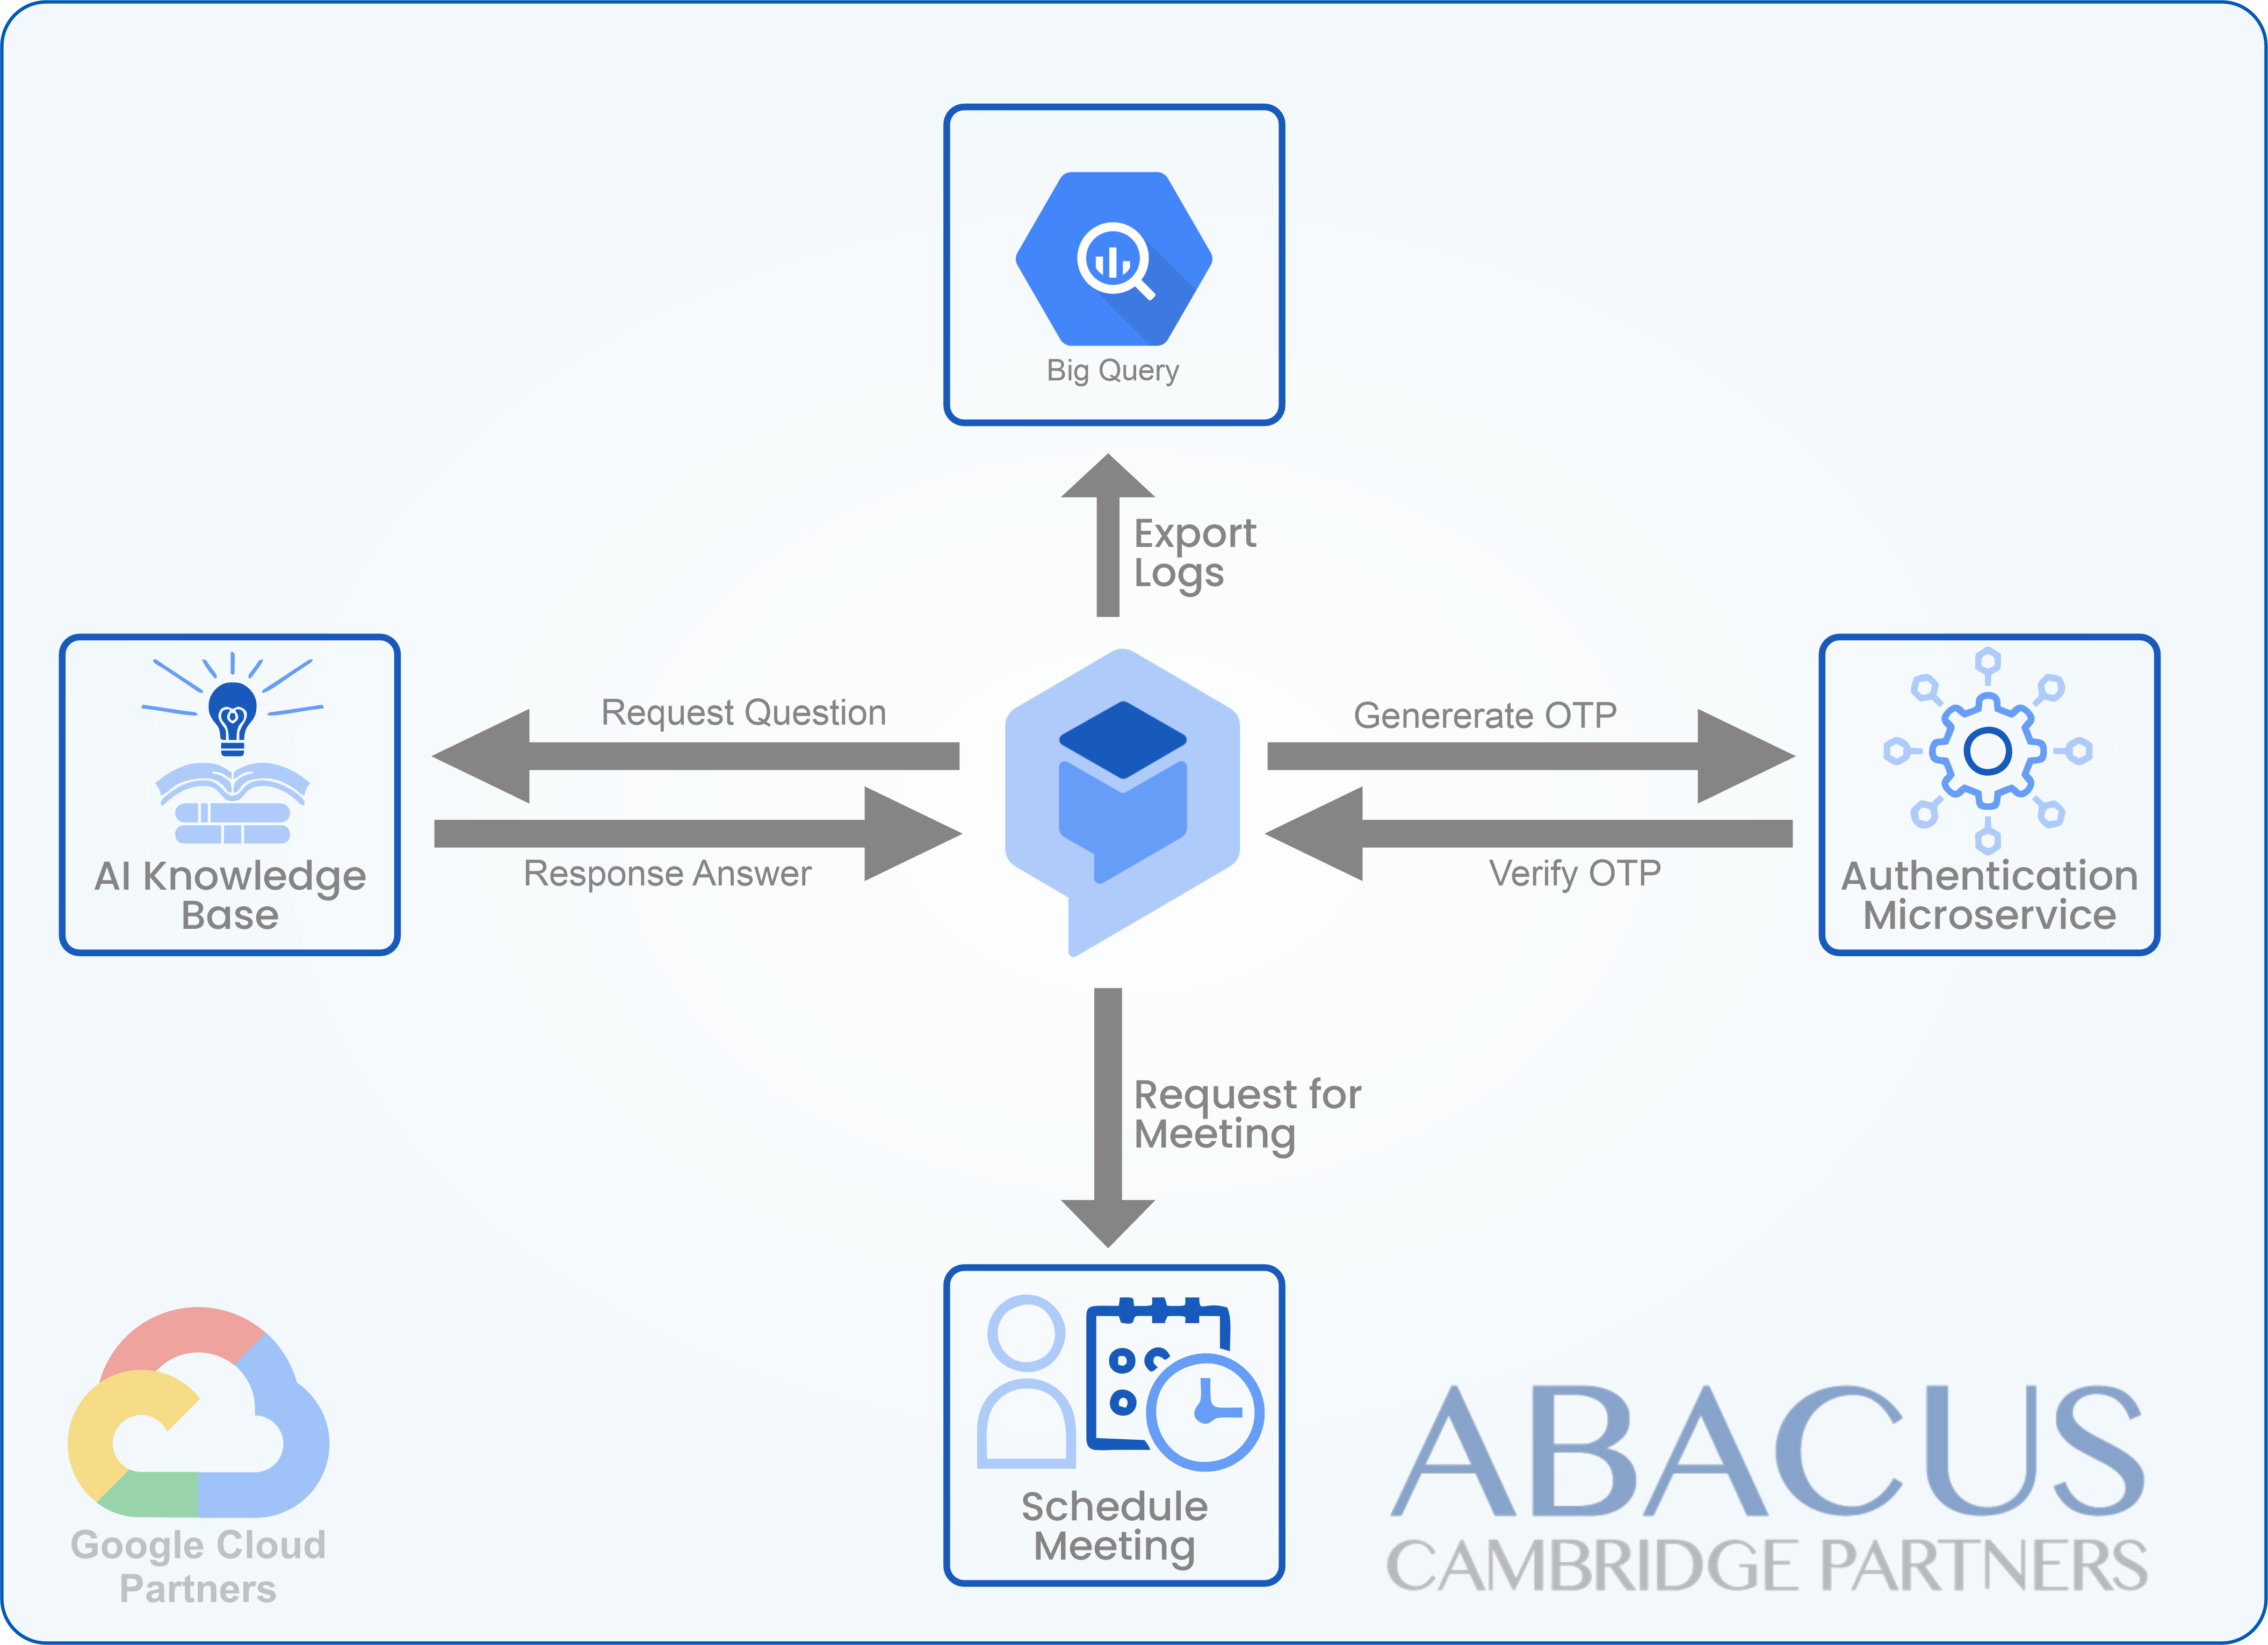 Big Query
Export
Logs
Request Question
Genererate OTP
Response Answer
Verify OTP
AI Knowledge
Base
Authentication
Microservice
Request for
Meeting
Schedule
Meeting
Google Cloud
Partners
ABACUS
CAMBRIDGE PARTNERS